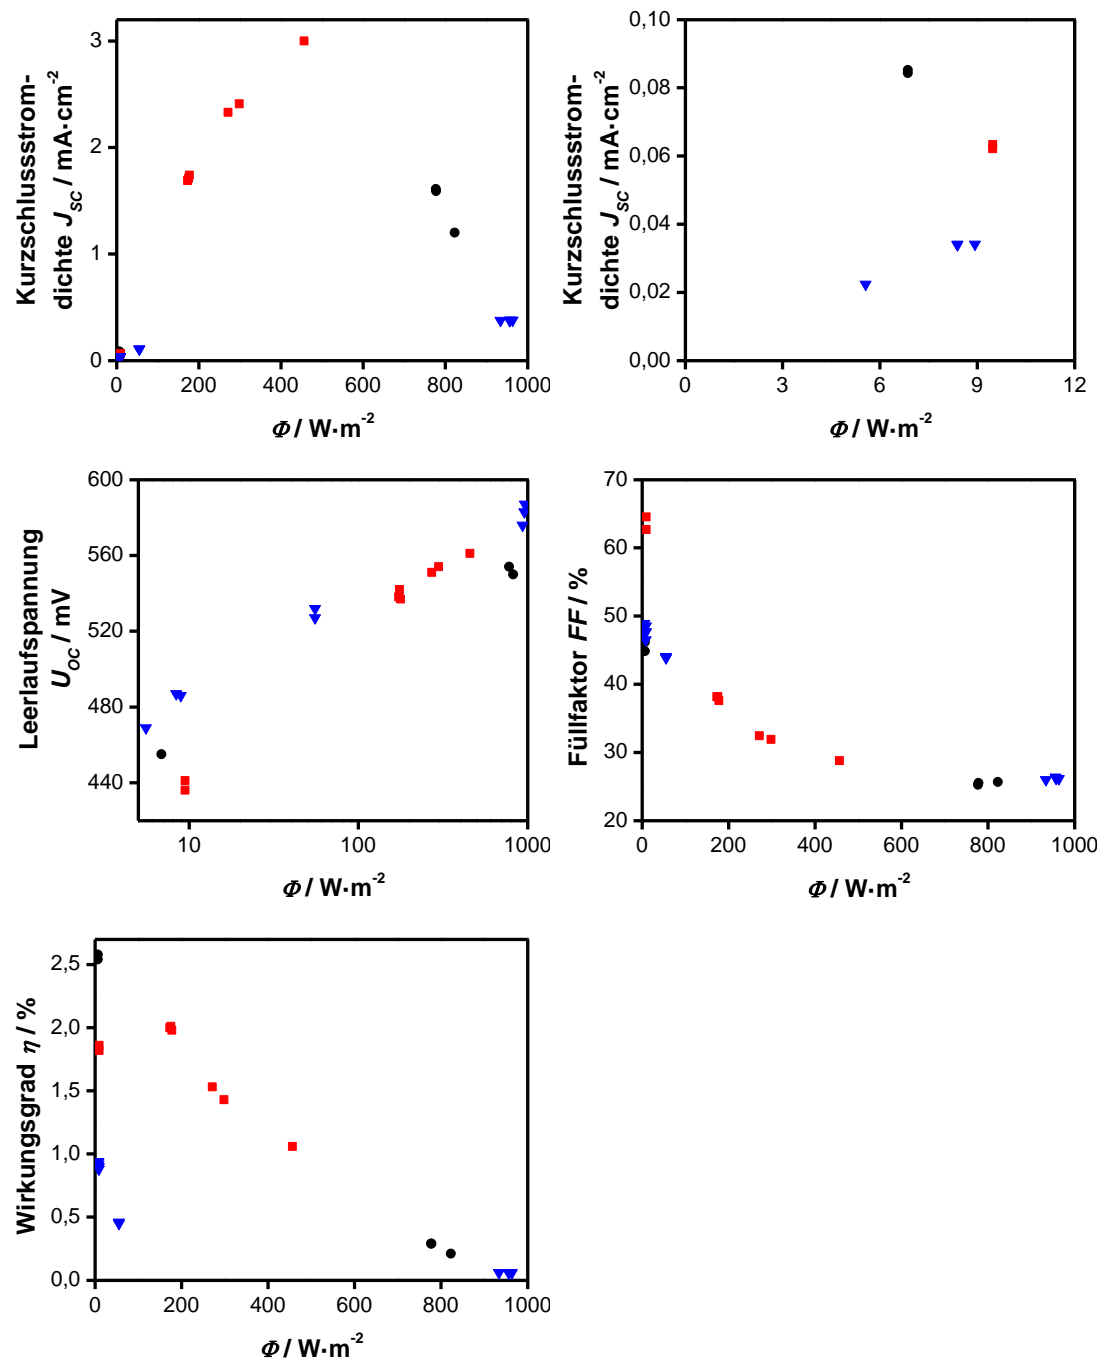 Kurzschlussstrom-
dichte J_SC / mA·cm⁻²
3
2
1
0
0 200 400 600 800 1000
Φ / W·m⁻²
Kurzschlussstrom-
dichte J_SC / mA·cm⁻²
0,10
0,08
0,06
0,04
0,02
0,00
0 3 6 9 12
Φ / W·m⁻²
Leerlaufspannung
U_OC / mV
600
560
520
480
440
10 100 1000
Φ / W·m⁻²
Füllfaktor FF / %
70
60
50
40
30
20
0 200 400 600 800 1000
Φ / W·m⁻²
Wirkungsgrad η / %
2,5
2,0
1,5
1,0
0,5
0,0
0 200 400 600 800 1000
Φ / W·m⁻²